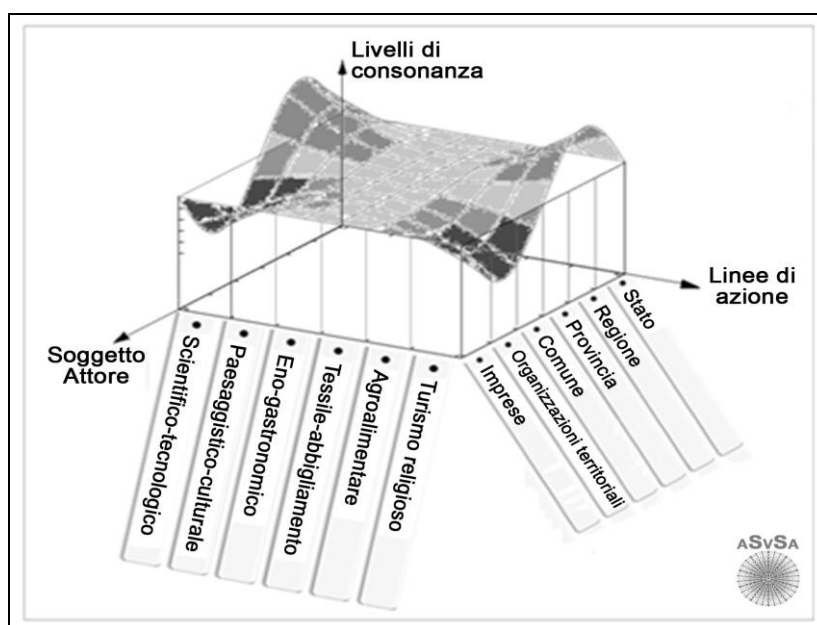 Livelli di
consonanza
Linee di
azione
Soggetto
Attore
Scientifico-tecnologico
Paesaggistico-culturale
Eno-gastronomico
Tessile-abbigliamento
Agroalimentare
Turismo religioso
Imprese
Organizzazioni territoriali
Comune
Provincia
Regione
Stato
ASvSA